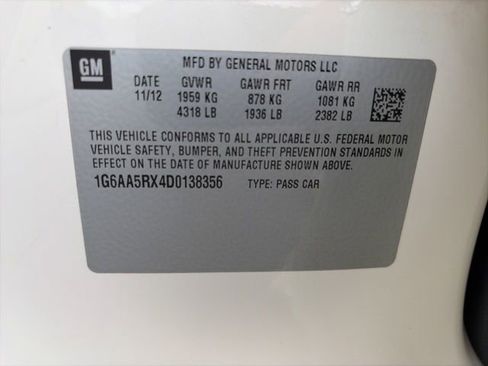 GM
MFD BY GENERAL MOTORS LLC
DATE GVWR GAWR FRT GAWR RR
11/12 1959 KG 878 KG 1081 KG
4318 LB 1936 LB 2382 LB
THIS VEHICLE CONFORMS TO ALL APPLICABLE U.S. FEDERAL MOTOR
VEHICLE SAFETY, BUMPER, AND THEFT PREVENTION STANDARDS IN
EFFECT ON THE DATE OF MANUFACTURE SHOWN ABOVE.
1G6AA5RX4D0138356 TYPE: PASS CAR